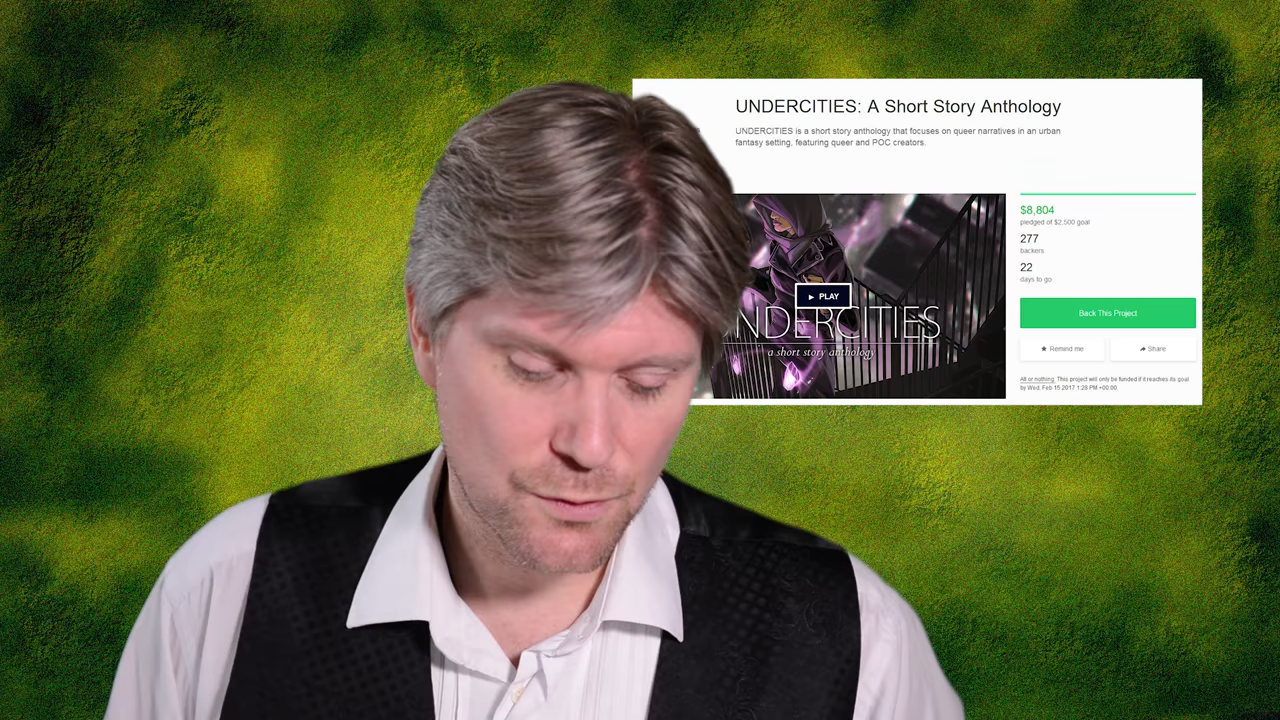 UNDERCITIES: A Short Story Anthology
UNDERCITIES is a short story anthology that focuses on queer narratives in an urban
fantasy setting, featuring queer and POC creators.
$8,804
pledged of $2,500 goal
277
backers
22
days to go
PLAY
NDERCITIES
a short story anthology
Back This Project
Remind me
Share
All or nothing. This project will only be funded if it reaches its goal
by Wed, Feb 15 2017 1:28 PM +00:00.